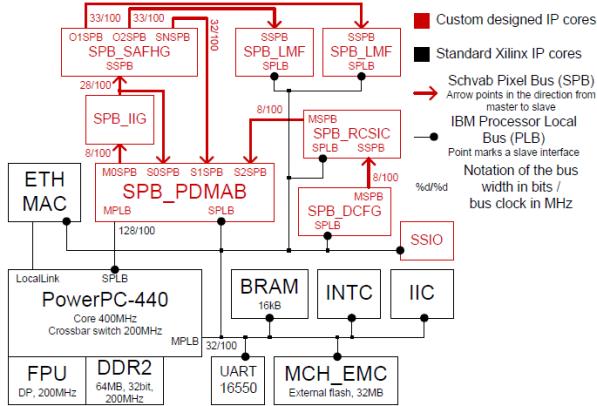 33/100
33/100
O1SPB O2SPB SNSPB
SPB_SAFHG
SSPB
32/100
SSPB
SPB_LMF
SPLB
SSPB
SPB_LMF
SPLB
28/100
SPB_IIG
8/100
8/100
MSPB
SPB_RCSIC
SPLB
SSPB
8/100
M0SPB S0SPB S1SPB S2SPB
SPB_PDMAB
MPLB SPLB
MSPB
SPB_DCFG
SPLB
ETH
MAC
128/100
SSIO
LocalLink SPLB
PowerPC-440
Core 400MHz
Crossbar switch 200MHz
MPLB
32/100
BRAM
16kB
INTC
IIC
FPU
DP, 200MHz
DDR2
64MB, 32bit,
200MHz
UART
16550
MCH_EMC
External flash, 32MB
Custom designed IP cores
Standard Xilinx IP cores
Schvab Pixel Bus (SPB)
Arrow points in the direction from
master to slave
IBM Processor Local
Bus (PLB)
Point marks a slave interface
%d/%d
Notation of the bus
width in bits /
bus clock in MHz